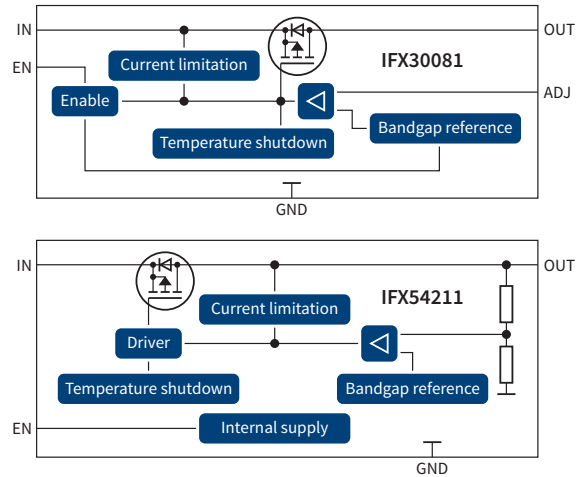 IN
OUT
IFX30081
EN
Current limitation
Enable
ADJ
Bandgap reference
Temperature shutdown
GND
IN
OUT
IFX54211
Current limitation
Driver
Temperature shutdown
Bandgap reference
EN
Internal supply
GND